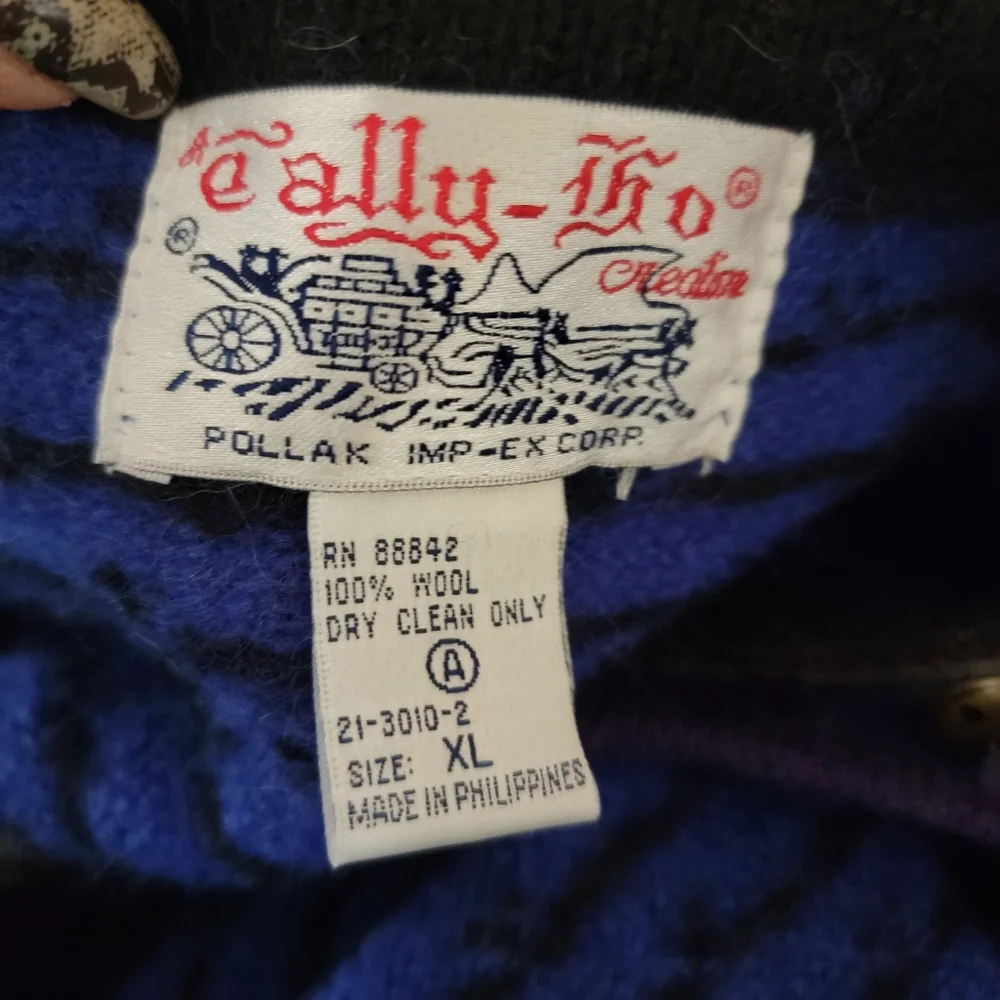 A Tally-Ho ®
Creation
®
POLLAK IMP-EX CORP.
RN 88842
100% WOOL
DRY CLEAN ONLY
A
21-3010-2
SIZE: XL
MADE IN PHILIPPINES